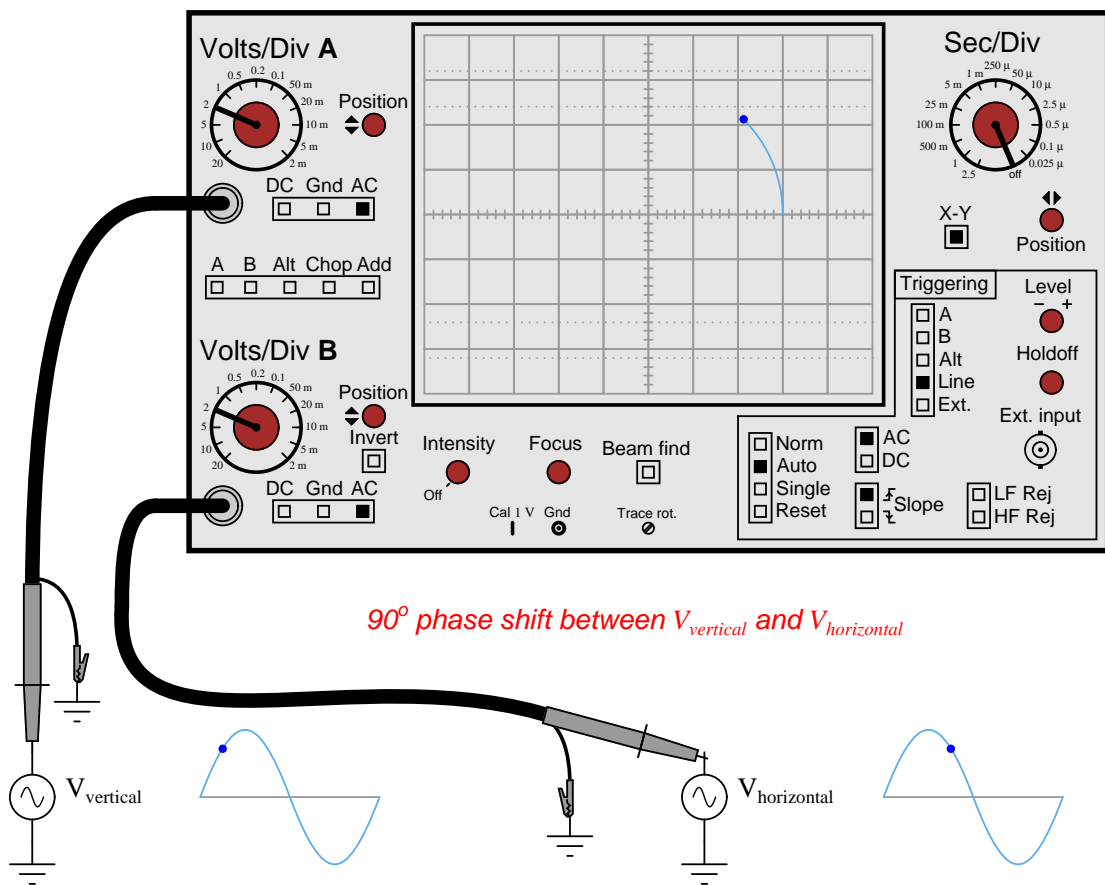 Volts/Div A
0.5 0.2 0.1
1 50 m
2 20 m
5 10 m
10 5 m
20 2 m
Position
DC Gnd AC
A B Alt Chop Add
Volts/Div B
0.5 0.2 0.1
1 50 m
2 20 m
5 10 m
10 5 m
20 2 m
Position
Invert
DC Gnd AC
Intensity
Off
Focus
Beam find
Cal 1 V Gnd
Trace rot.
Sec/Div
250 µ
1 m 50 µ
5 m 10 µ
25 m 2.5 µ
100 m 0.5 µ
500 m 0.1 µ
1 0.025 µ
2.5 off
X-Y
Position
Triggering
A
B
Alt
Line
Ext.
Level
– +
Holdoff
Ext. input
Norm
Auto
Single
Reset
AC
DC
Slope
LF Rej
HF Rej
90° phase shift between Vvertical and Vhorizontal
Vvertical
Vhorizontal